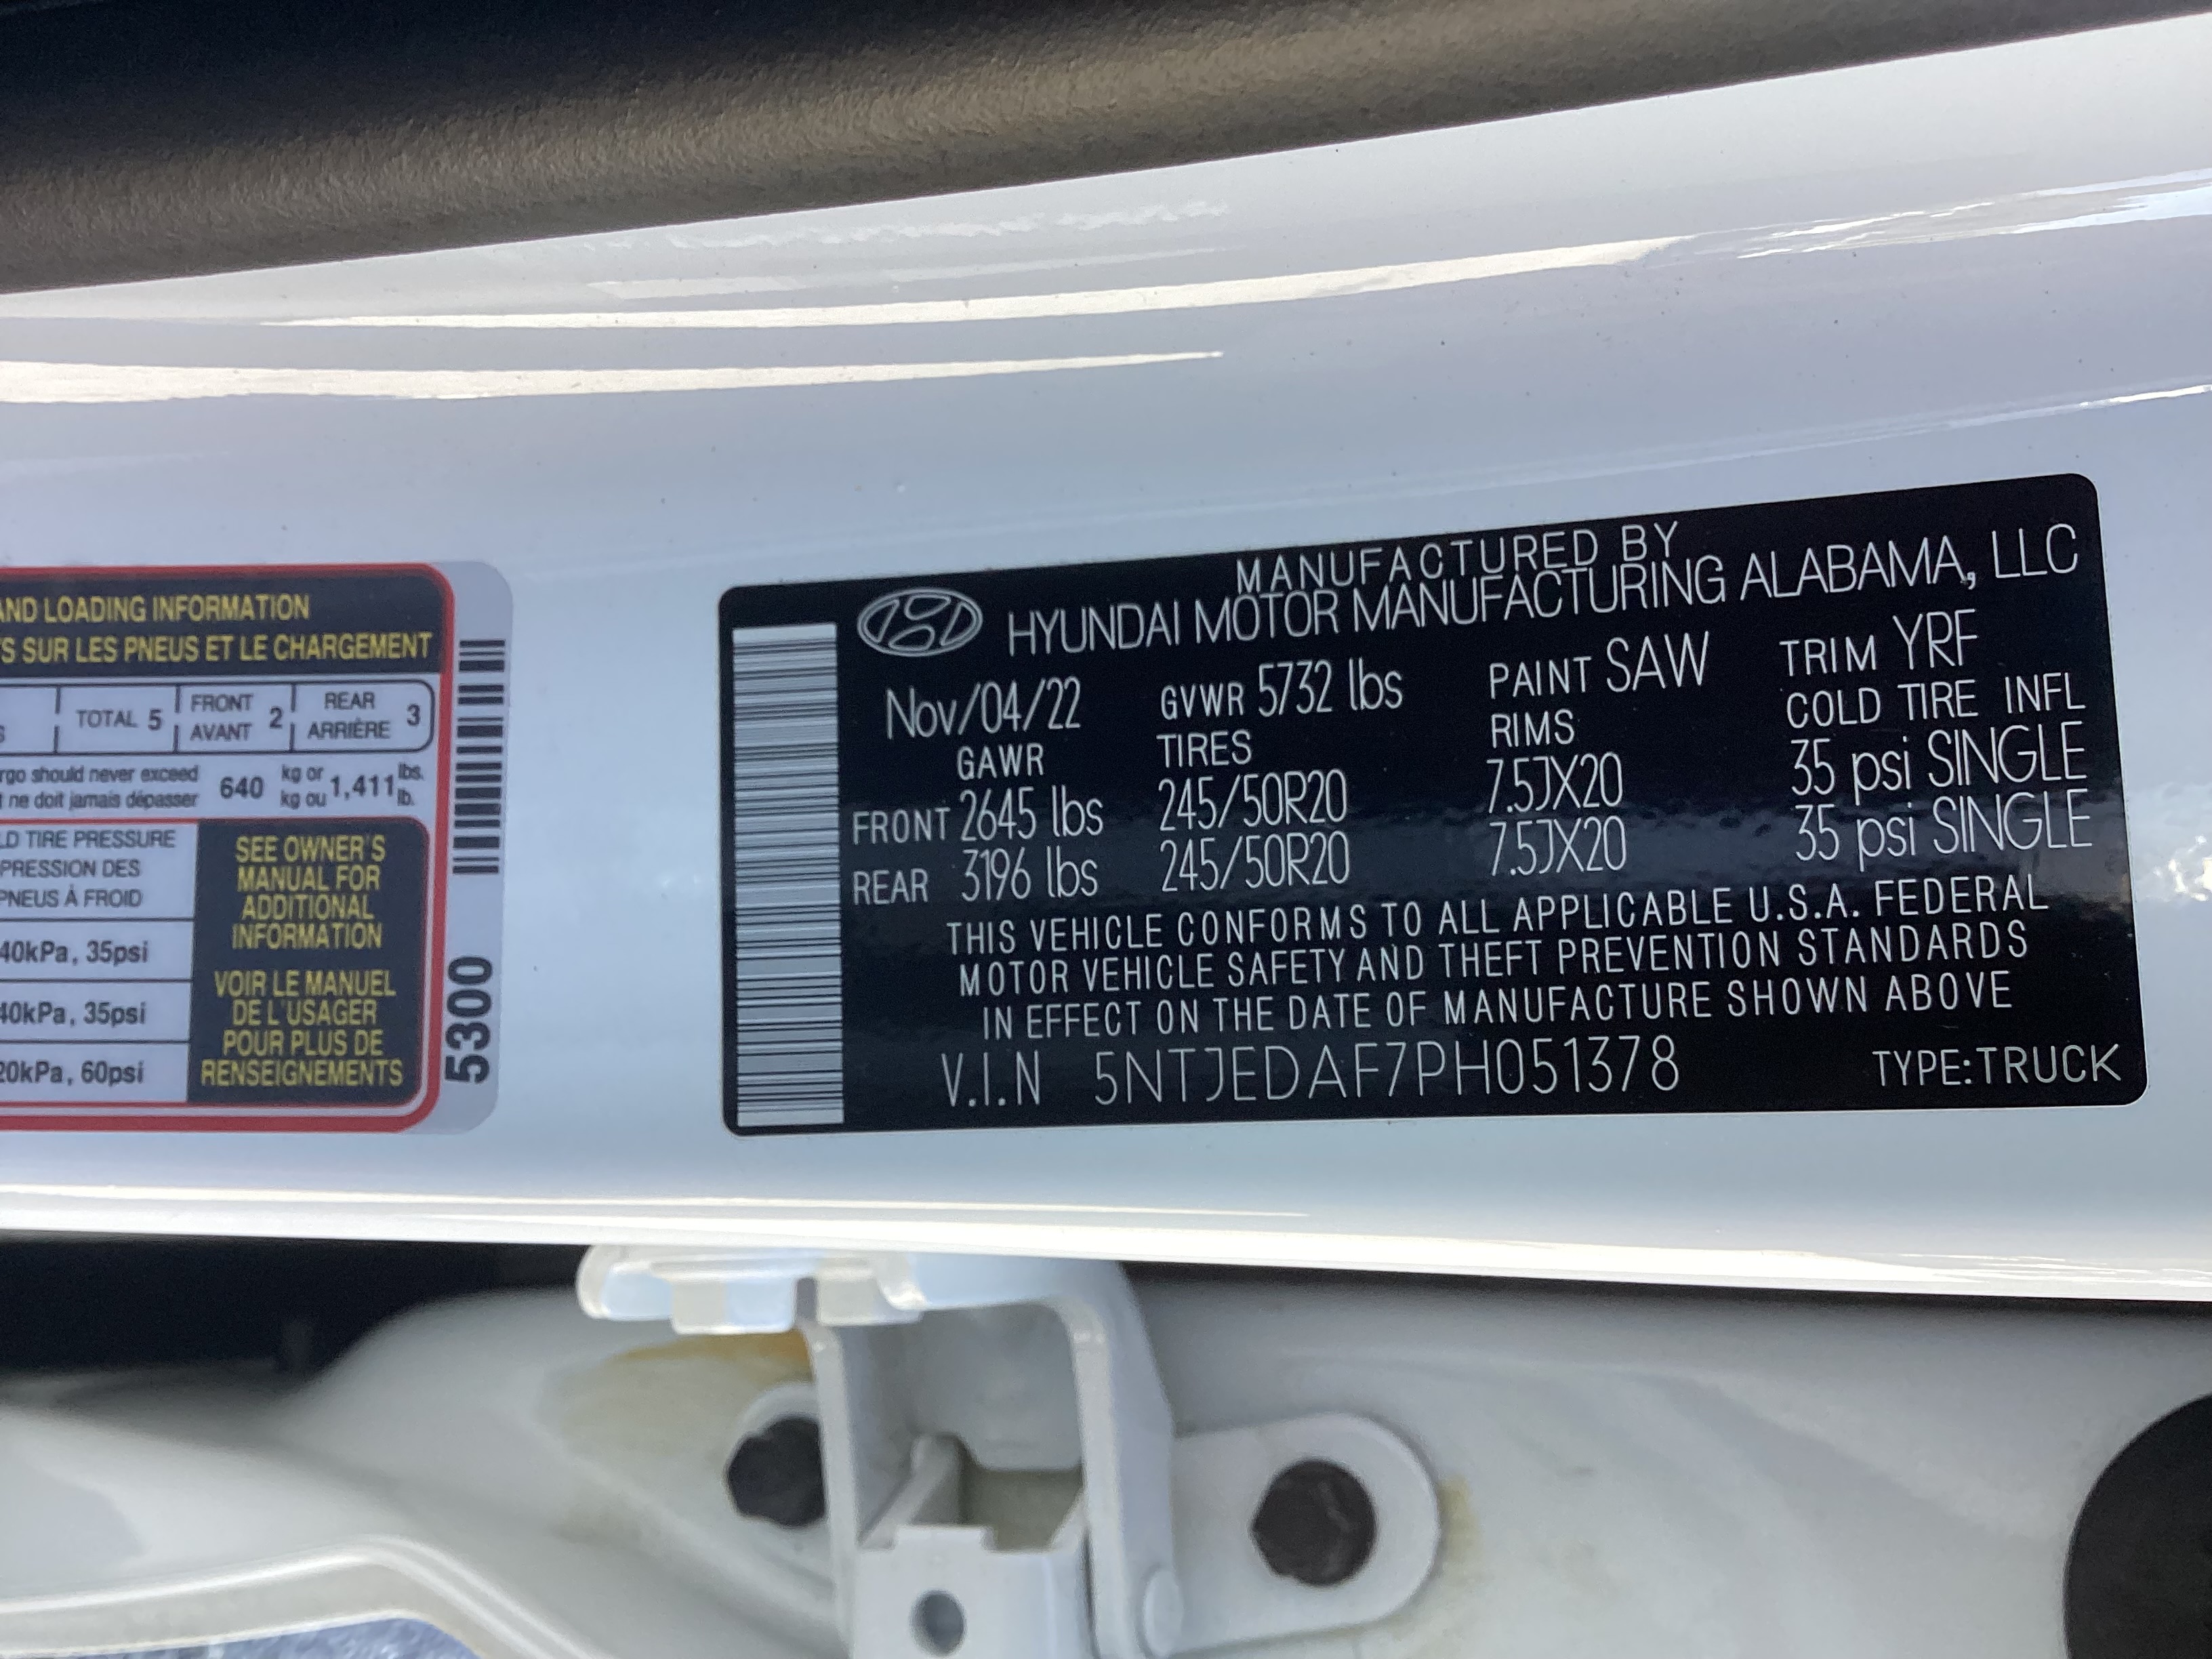 AND LOADING INFORMATION
S SUR LES PNEUS ET LE CHARGEMENT
TOTAL 5
FRONT
AVANT 2
REAR
ARRIÈRE 3
should never exceed
640 kg or 1,411 lbs.
ne doit jamais dépasser
kg ou lb.
TIRE PRESSURE
PRESSION DES
PNEUS À FROID
40kPa, 35psi
40kPa, 35psi
20kPa, 60psi
SEE OWNER'S
MANUAL FOR
ADDITIONAL
INFORMATION
VOIR LE MANUEL
DE L'USAGER
POUR PLUS DE
RENSEIGNEMENTS
5300
MANUFACTURED BY
HYUNDAI MOTOR MANUFACTURING ALABAMA, LLC
Nov/04/22 GVWR 5732 lbs PAINT SAW TRIM YRF
GAWR TIRES RIMS COLD TIRE INFL
FRONT 2645 lbs 245/50R20 7.5JX20 35 psi SINGLE
REAR 3196 lbs 245/50R20 7.5JX20 35 psi SINGLE
THIS VEHICLE CONFORMS TO ALL APPLICABLE U.S.A. FEDERAL
MOTOR VEHICLE SAFETY AND THEFT PREVENTION STANDARDS
IN EFFECT ON THE DATE OF MANUFACTURE SHOWN ABOVE
V.I.N 5NTJEDAF7PH051378 TYPE:TRUCK